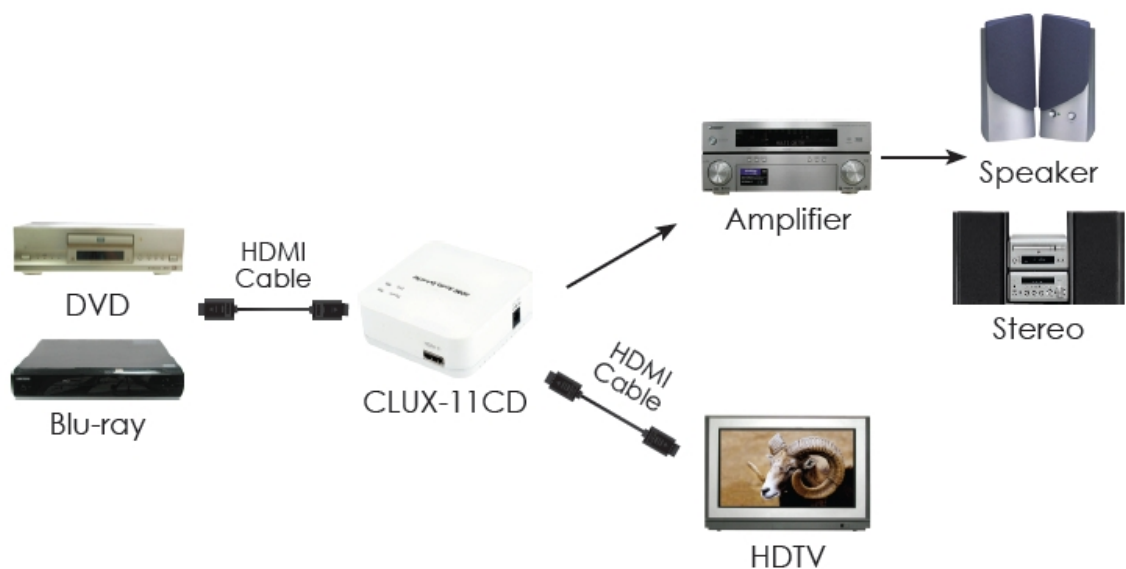 Speaker
Amplifier
Stereo
HDMI
Cable
DVD
Blu-ray
CLUX-11CD
HDMI
Cable
HDTV